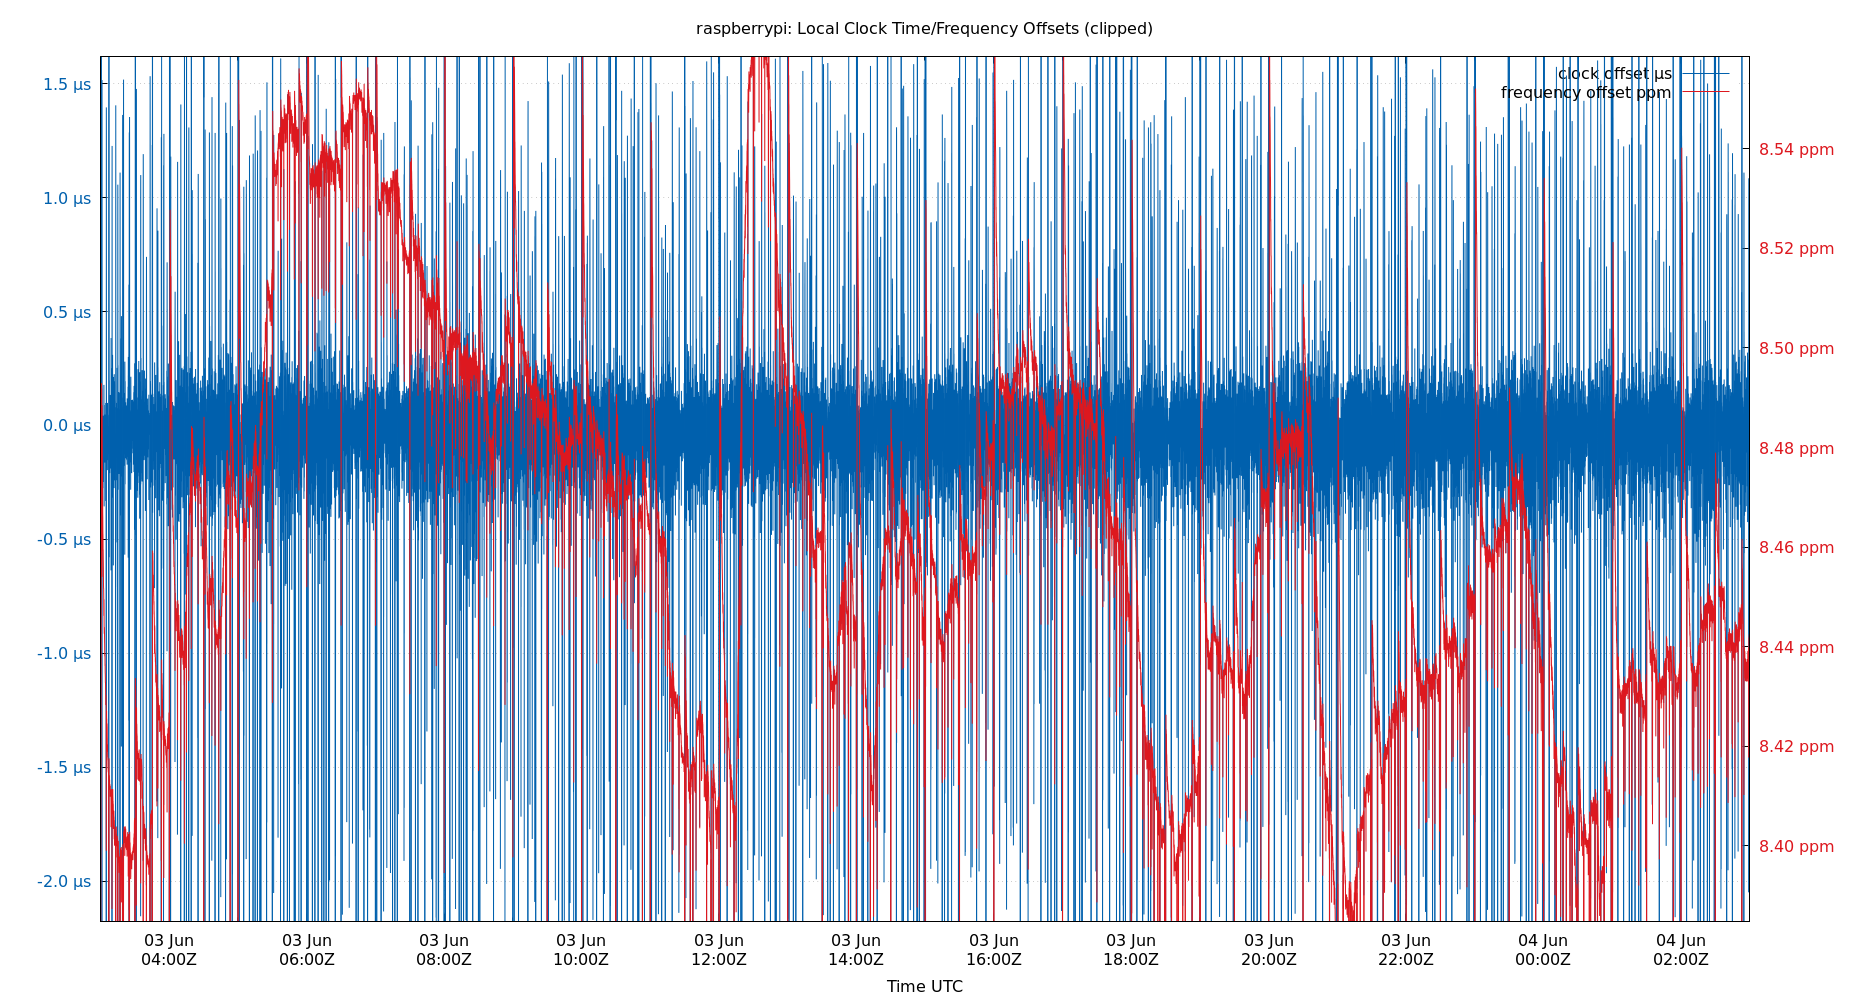 raspberrypi: Local Clock Time/Frequency Offsets (clipped)
clock offset µs
frequency offset ppm
1.5 µs
1.0 µs
0.5 µs
0.0 µs
-0.5 µs
-1.0 µs
-1.5 µs
-2.0 µs
8.54 ppm
8.52 ppm
8.50 ppm
8.48 ppm
8.46 ppm
8.44 ppm
8.42 ppm
8.40 ppm
03 Jun 03 Jun 03 Jun 03 Jun 03 Jun 03 Jun 03 Jun 03 Jun 03 Jun 03 Jun 04 Jun 04 Jun
04:00Z 06:00Z 08:00Z 10:00Z 12:00Z 14:00Z 16:00Z 18:00Z 20:00Z 22:00Z 00:00Z 02:00Z
Time UTC